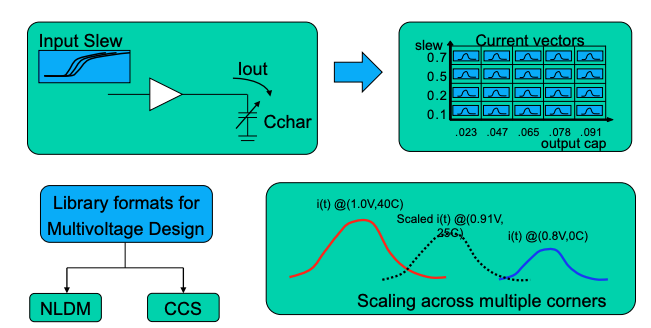 Input Slew
Iout
Cchar
Current vectors
slew
0.7
0.5
0.2
0.1
.023 .047 .065 .078 .091
output cap
Library formats for
Multivoltage Design
NLDM
CCS
i(t) @(1.0V,40C)
Scaled i(t) @(0.91V,
25C)
i(t) @(0.8V,0C)
Scaling across multiple corners